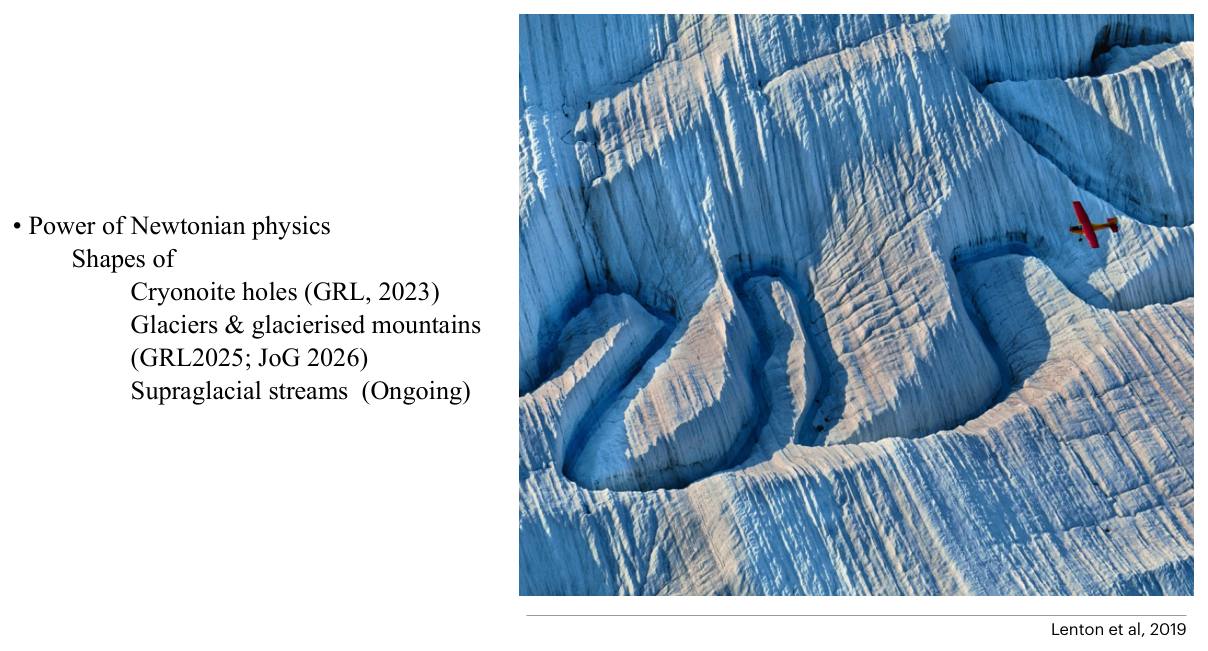 • Power of Newtonian physics
Shapes of
Cryonoite holes (GRL, 2023)
Glaciers & glacierised mountains
(GRL2025; JoG 2026)
Supraglacial streams  (Ongoing)
Lenton et al, 2019